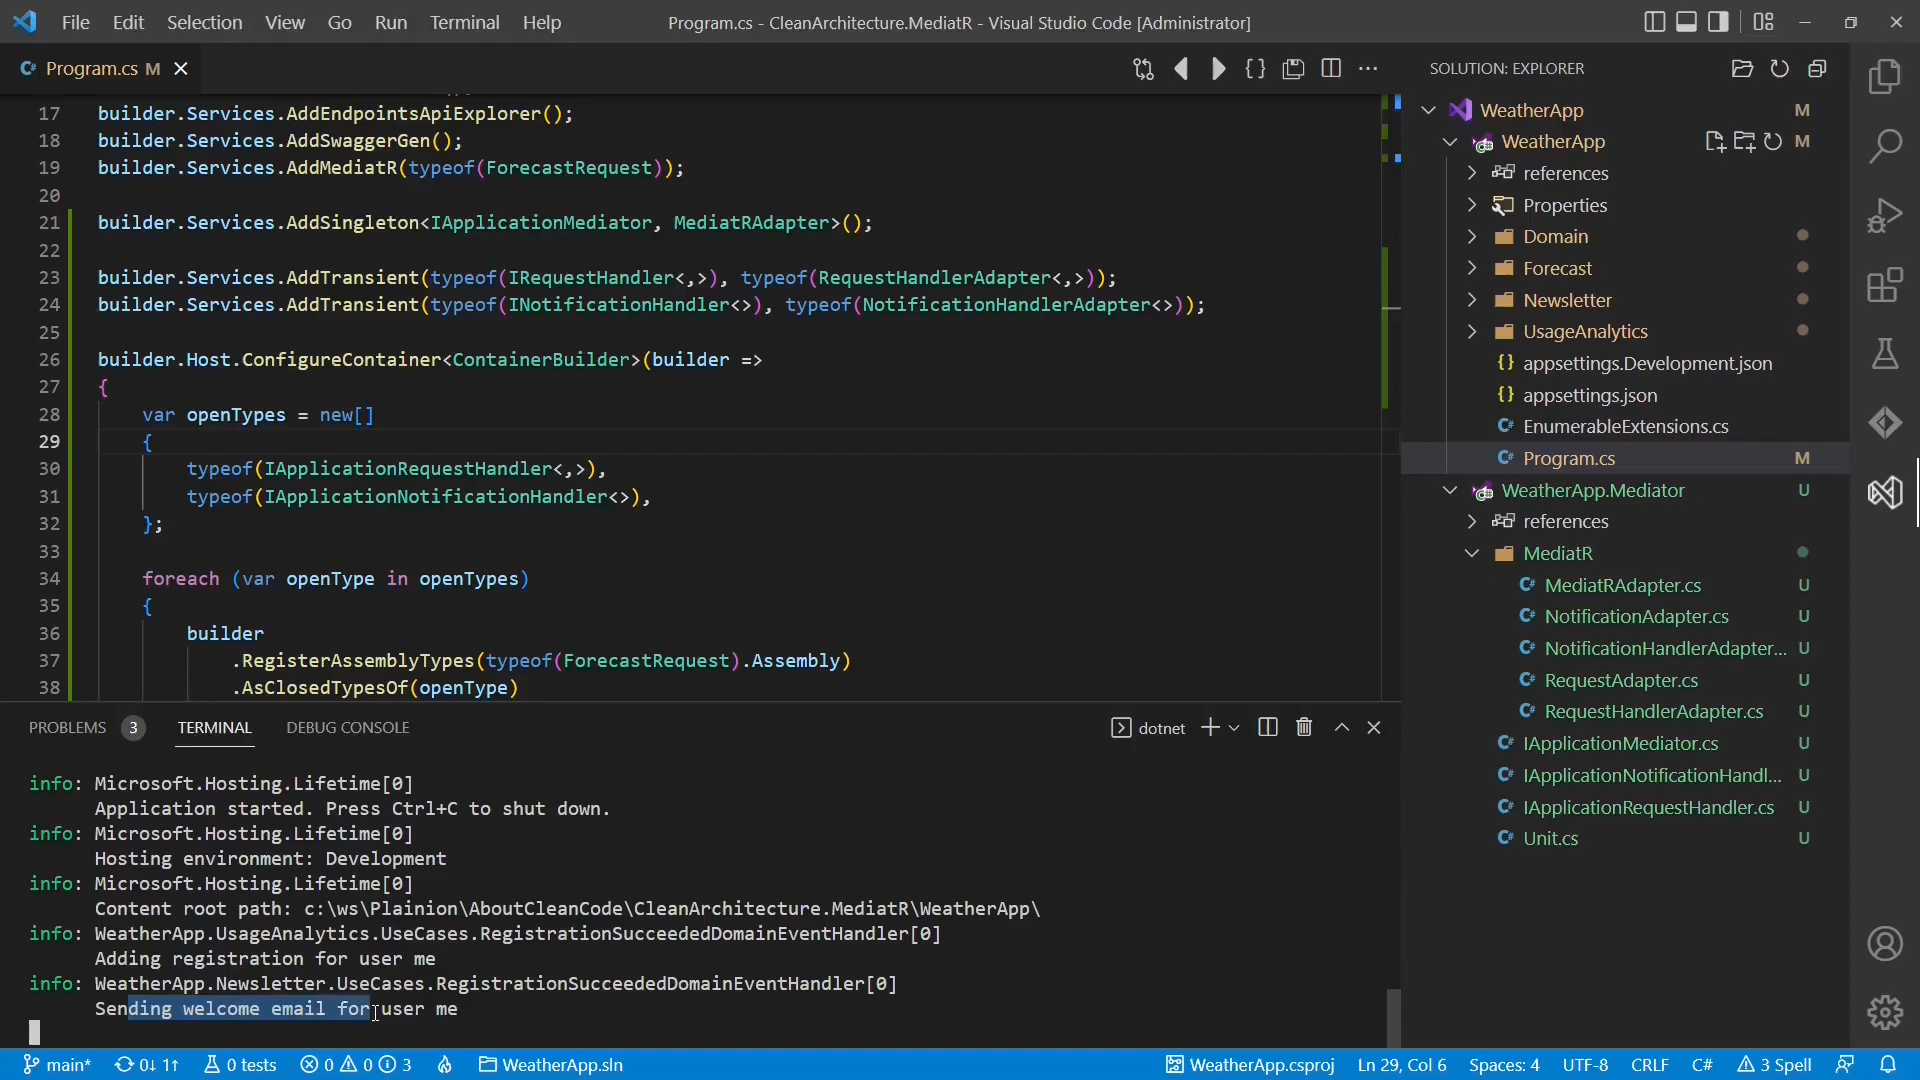 File Edit Selection View Go Run Terminal Help
Program.cs - CleanArchitecture.MediatR - Visual Studio Code [Administrator]
Program.cs M
17 builder.Services.AddEndpointsApiExplorer();
18 builder.Services.AddSwaggerGen();
19 builder.Services.AddMediatR(typeof(ForecastRequest));
20
21 builder.Services.AddSingleton<IApplicationMediator, MediatRAdapter>();
22
23 builder.Services.AddTransient(typeof(IRequestHandler<,>), typeof(RequestHandlerAdapter<,>));
24 builder.Services.AddTransient(typeof(INotificationHandler<>), typeof(NotificationHandlerAdapter<>));
25
26 builder.Host.ConfigureContainer<ContainerBuilder>(builder =>
27 {
28 var openTypes = new[]
29 {
30 typeof(IApplicationRequestHandler<,>),
31 typeof(IApplicationNotificationHandler<>),
32 };
33
34 foreach (var openType in openTypes)
35 {
36 builder
37 .RegisterAssemblyTypes(typeof(ForecastRequest).Assembly)
38 .AsClosedTypesOf(openType)
PROBLEMS 3 TERMINAL DEBUG CONSOLE
dotnet
info: Microsoft.Hosting.Lifetime[0]
Application started. Press Ctrl+C to shut down.
info: Microsoft.Hosting.Lifetime[0]
Hosting environment: Development
info: Microsoft.Hosting.Lifetime[0]
Content root path: c:\ws\Plainion\AboutCleanCode\CleanArchitecture.MediatR\WeatherApp\
info: WeatherApp.UsageAnalytics.UseCases.RegistrationSucceededDomainEventHandler[0]
Adding registration for user me
info: WeatherApp.Newsletter.UseCases.RegistrationSucceededDomainEventHandler[0]
Sending welcome email for user me
SOLUTION: EXPLORER
WeatherApp M
WeatherApp M
references
Properties
Domain
Forecast
Newsletter
UsageAnalytics
appsettings.Development.json
appsettings.json
EnumerableExtensions.cs
Program.cs M
WeatherApp.Mediator U
references
MediatR
MediatRAdapter.cs U
NotificationAdapter.cs U
NotificationHandlerAdapter... U
RequestAdapter.cs U
RequestHandlerAdapter.cs U
IApplicationMediator.cs U
IApplicationNotificationHandl... U
IApplicationRequestHandler.cs U
Unit.cs U
main* 0↓ 1↑ 0 tests 0 0 3 WeatherApp.sln
WeatherApp.csproj Ln 29, Col 6 Spaces: 4 UTF-8 CRLF C# 3 Spell